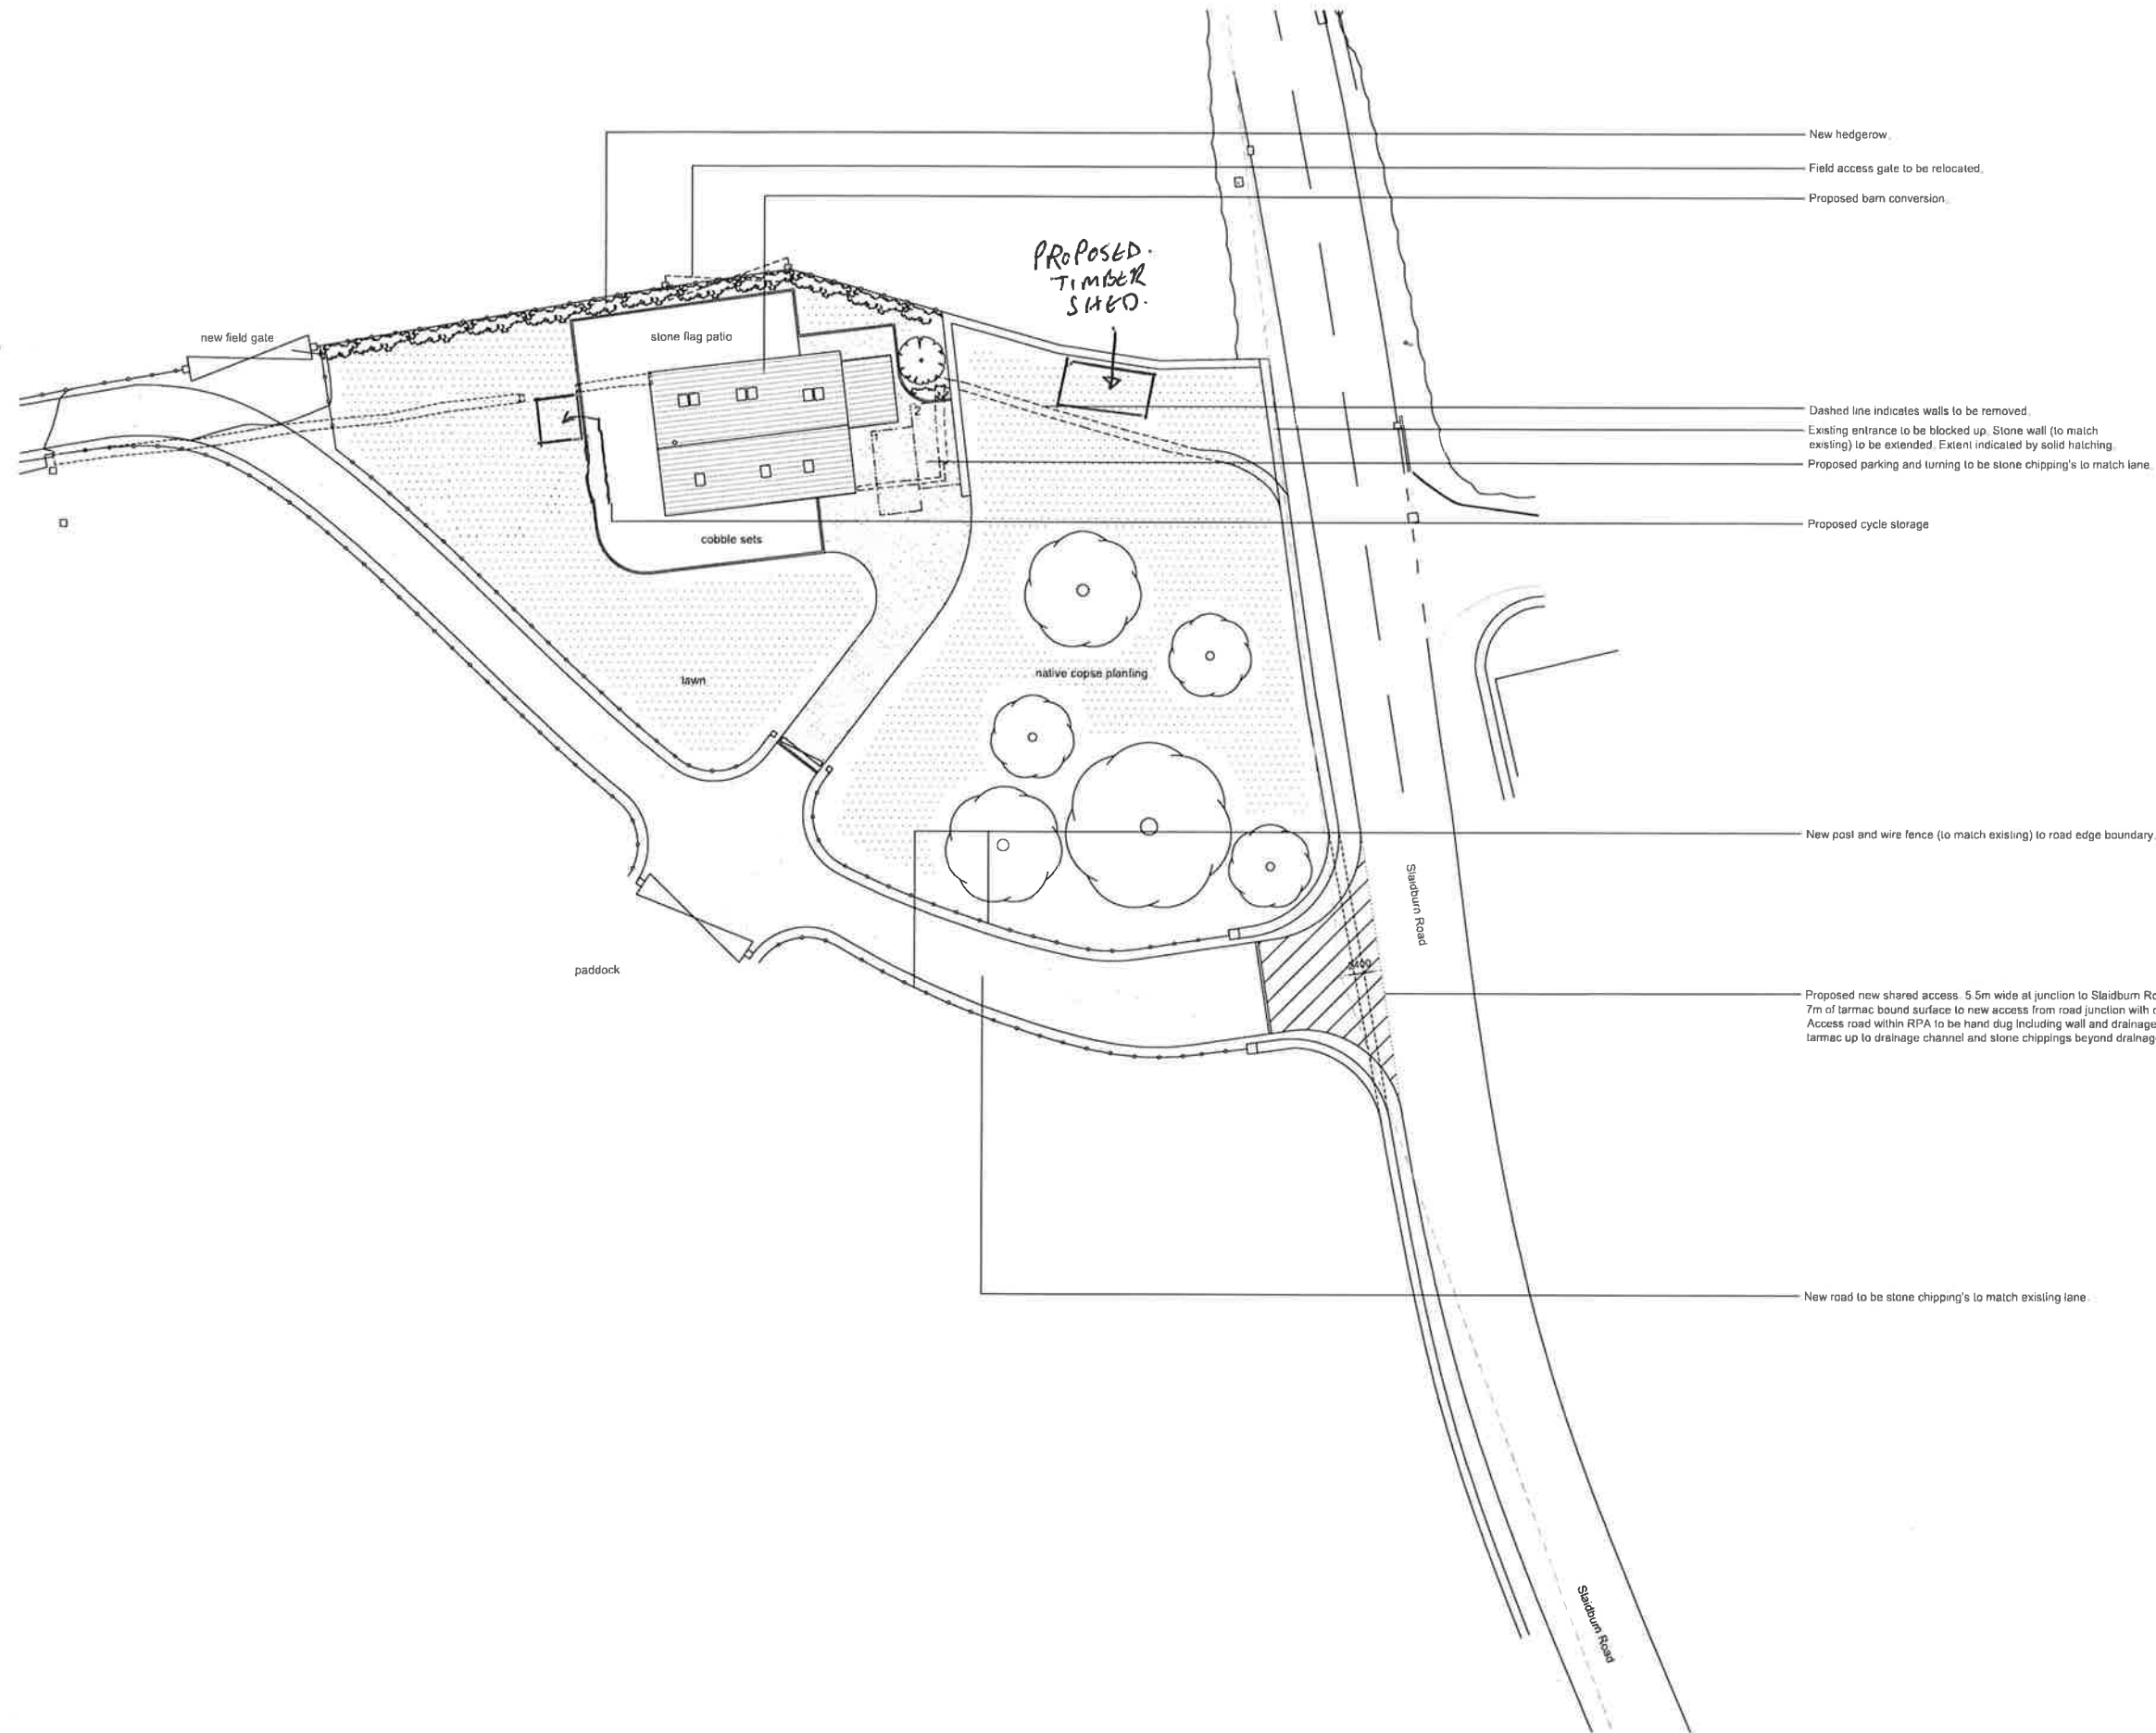 New hedgerow.
Field access gate to be relocated.
Proposed barn conversion.
PROPOSED.
TIMBER
SHED.
new field gate
stone flag patio
Dashed line indicates walls to be removed.
Existing entrance to be blocked up. Stone wall (to match
existing) to be extended. Extent indicated by solid hatching.
2
Proposed parking and turning to be stone chipping's to match lane.
Proposed cycle storage
cobble sets
native copse planting
lawn
New post and wire fence (to match existing) to road edge boundary.
Slaidburn Road
paddock
Proposed new shared access. 5.5m wide at junction to Slaidburn Ro
7m of tarmac bound surface to new access from road junction with
Access road within RPA to be hand dug including wall and drainage
tarmac up to drainage channel and stone chippings beyond drainag
New road to be stone chipping's to match existing lane.
Slaidburn Road